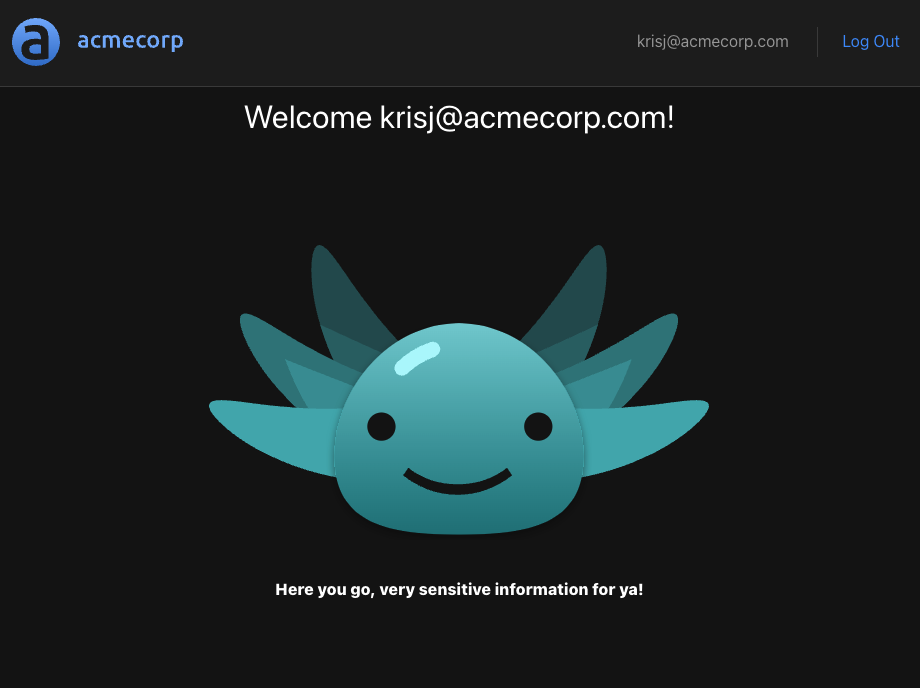 a acmecorp
krisj@acmecorp.com
Log Out
Welcome krisj@acmecorp.com!
Here you go, very sensitive information for ya!